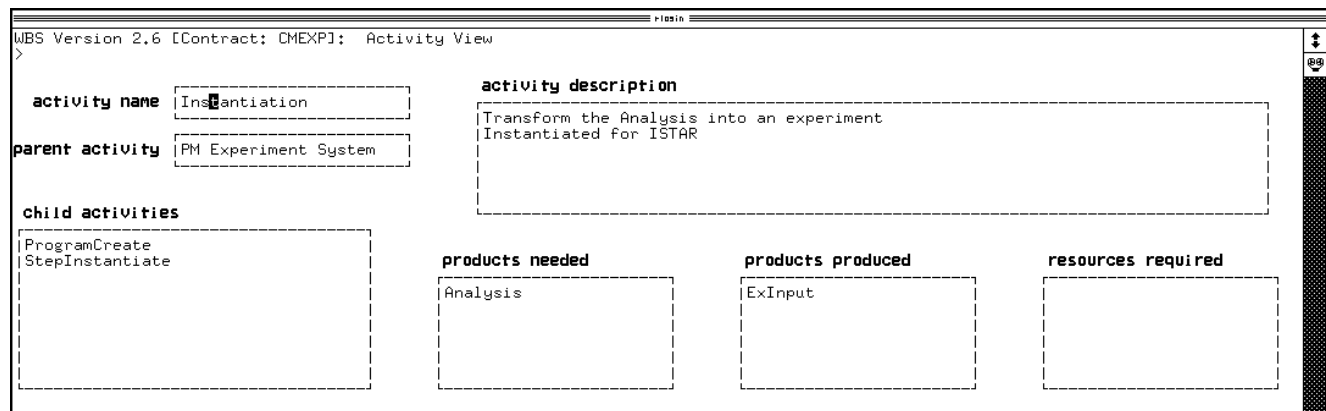 rlosin
WBS Version 2.6 [Contract: CMEXP]: Activity View
>
activity name
Instantiation
parent activity
PM Experiment System
activity description
Transform the Analysis into an experiment
Instantiated for ISTAR
child activities
ProgramCreate
StepInstantiate
products needed
Analysis
products produced
ExInput
resources required